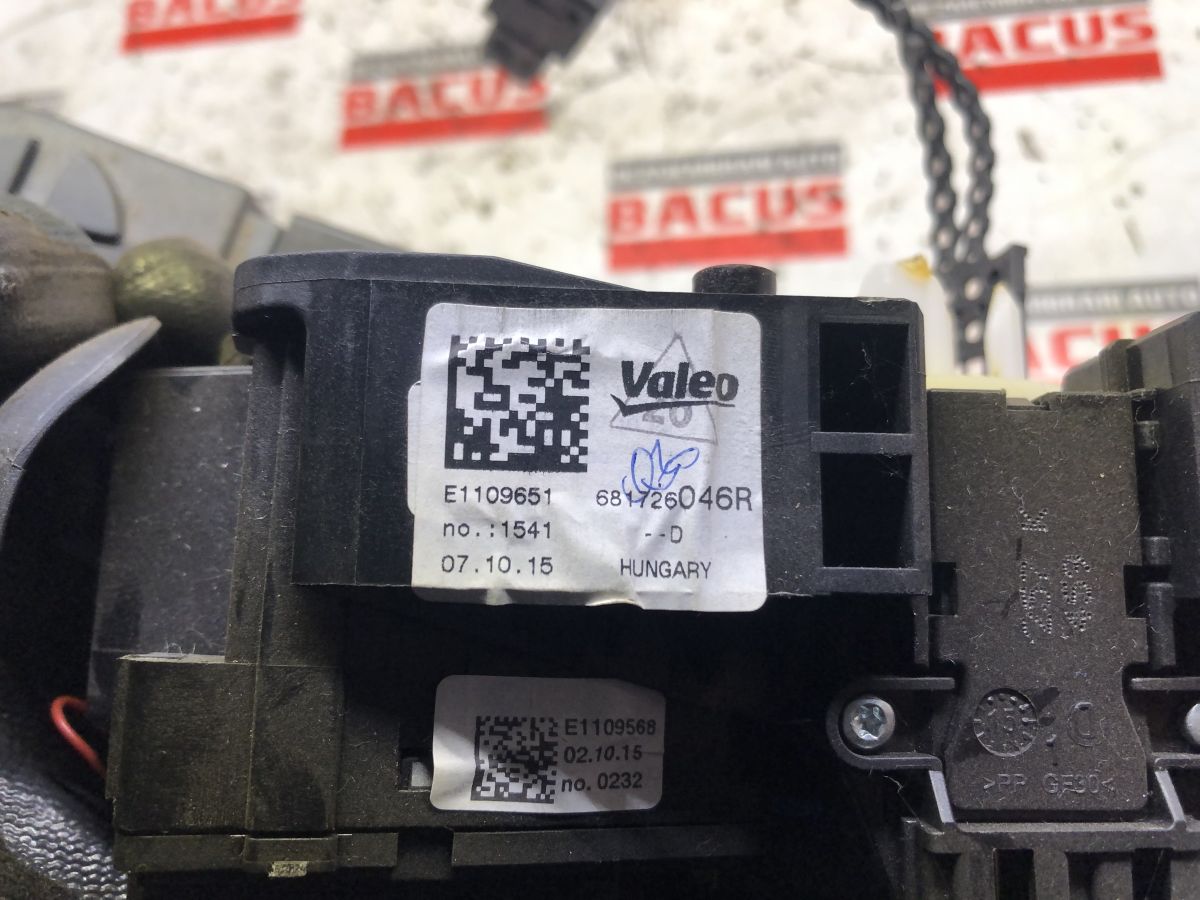 BACUS
BACUS
BACUS
BACUS
Valeo
20
E1109651
681726046R
no.:1541
--D
07.10.15
HUNGARY
E1109568
02.10.15
no. 0232
C
>PP GF30<